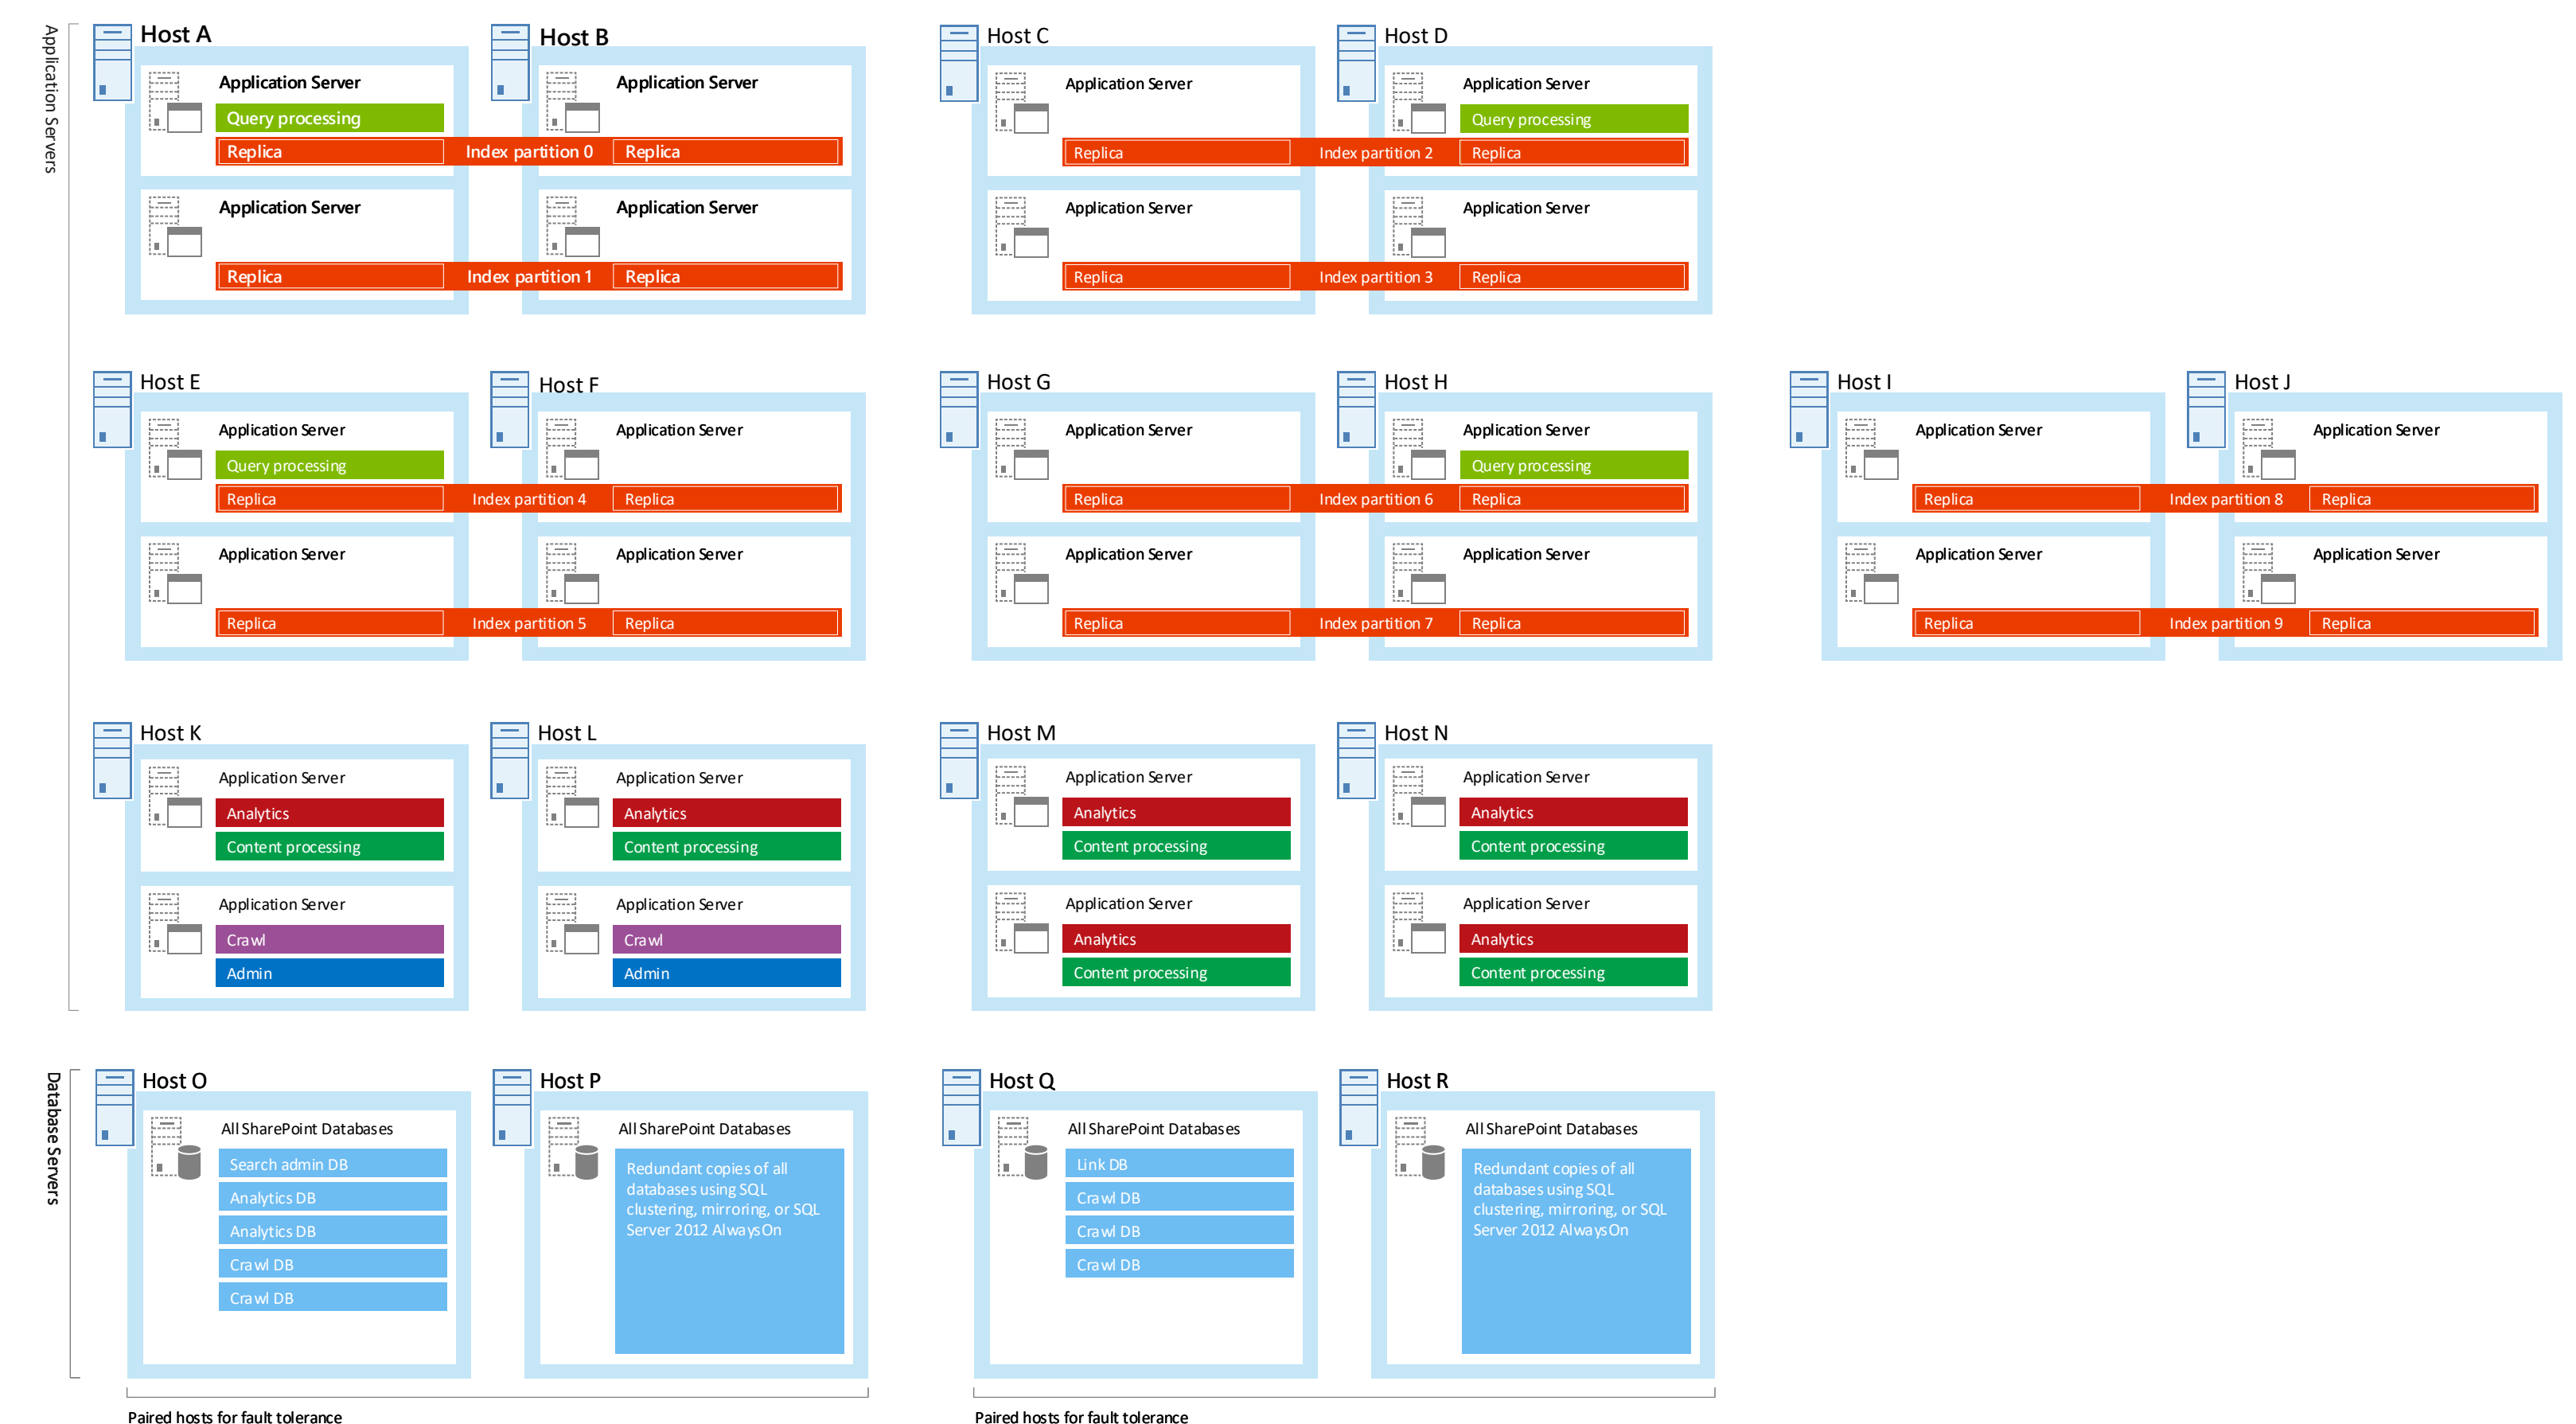 Application Servers
Host A
Application Server
Query processing
Replica
Index partition 0
Application Server
Replica
Index partition 1
Host B
Application Server
Replica
Application Server
Replica
Host C
Application Server
Replica
Index partition 2
Application Server
Replica
Index partition 3
Host D
Application Server
Query processing
Replica
Application Server
Replica
Host E
Application Server
Query processing
Replica
Index partition 4
Application Server
Replica
Index partition 5
Host F
Application Server
Replica
Application Server
Replica
Host G
Application Server
Replica
Index partition 6
Application Server
Replica
Index partition 7
Host H
Application Server
Query processing
Replica
Application Server
Replica
Host I
Application Server
Replica
Index partition 8
Application Server
Replica
Index partition 9
Host J
Application Server
Replica
Application Server
Replica
Host K
Application Server
Analytics
Content processing
Application Server
Crawl
Admin
Host L
Application Server
Analytics
Content processing
Application Server
Crawl
Admin
Host M
Application Server
Analytics
Content processing
Application Server
Analytics
Content processing
Host N
Application Server
Analytics
Content processing
Application Server
Analytics
Content processing
Database Servers
Host O
All SharePoint Databases
Search admin DB
Analytics DB
Analytics DB
Crawl DB
Crawl DB
Host P
All SharePoint Databases
Redundant copies of all
databases using SQL
clustering, mirroring, or SQL
Server 2012 AlwaysOn
Paired hosts for fault tolerance
Host Q
All SharePoint Databases
Link DB
Crawl DB
Crawl DB
Crawl DB
Host R
All SharePoint Databases
Redundant copies of all
databases using SQL
clustering, mirroring, or SQL
Server 2012 AlwaysOn
Paired hosts for fault tolerance